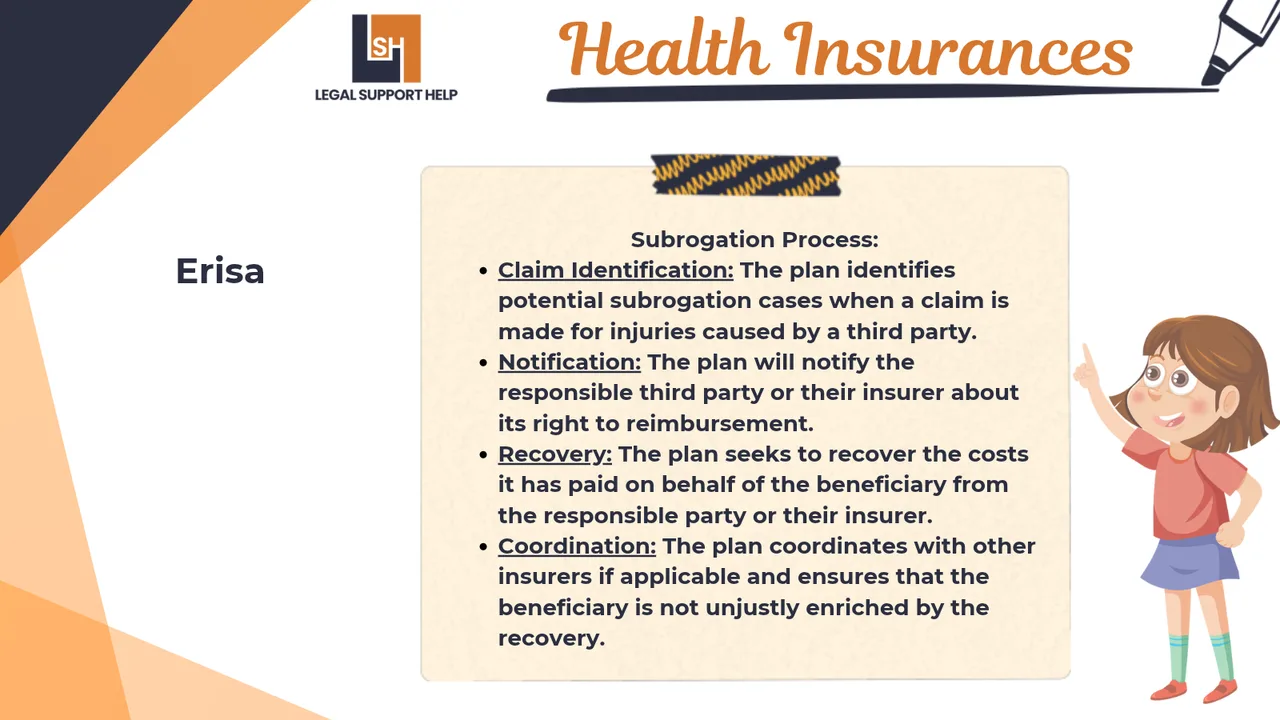 SH
LEGAL SUPPORT HELP
Health Insurances
Erisa
Subrogation Process:
• Claim Identification: The plan identifies
potential subrogation cases when a claim is
made for injuries caused by a third party.
• Notification: The plan will notify the
responsible third party or their insurer about
its right to reimbursement.
• Recovery: The plan seeks to recover the costs
it has paid on behalf of the beneficiary from
the responsible party or their insurer.
• Coordination: The plan coordinates with other
insurers if applicable and ensures that the
beneficiary is not unjustly enriched by the
recovery.